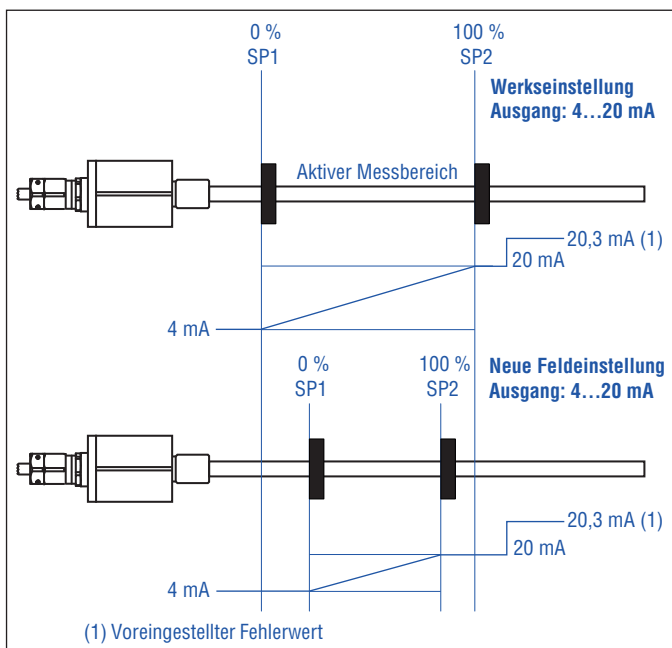 0 %
SP1
100 %
SP2
Werkseinstellung
Ausgang: 4...20 mA
Aktiver Messbereich
20,3 mA (1)
20 mA
4 mA
0 %
SP1
100 %
SP2
Neue Feldeinstellung
Ausgang: 4...20 mA
20,3 mA (1)
20 mA
4 mA
(1) Voreingestellter Fehlerwert